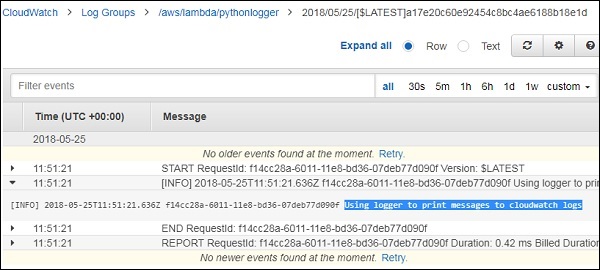 CloudWatch > Log Groups > /aws/lambda/pythonlogger > 2018/05/25/[$LATEST]a17e20c60e92454c8bc4ae6188b18e1d
Expand all Row Text
Filter events all 30s 5m 1h 6h 1d 1w custom
Time (UTC +00:00) Message
2018-05-25
No older events found at the moment. Retry.
11:51:21 START RequestId: f14cc28a-6011-11e8-bd36-07deb77d090f Version: $LATEST
11:51:21 [INFO] 2018-05-25T11:51:21.636Z f14cc28a-6011-11e8-bd36-07deb77d090f Using logger to prin
[INFO] 2018-05-25T11:51:21.636Z f14cc28a-6011-11e8-bd36-07deb77d090f Using logger to print messages to cloudwatch logs
11:51:21 END RequestId: f14cc28a-6011-11e8-bd36-07deb77d090f
11:51:21 REPORT RequestId: f14cc28a-6011-11e8-bd36-07deb77d090f Duration: 0.42 ms Billed Duration
No newer events found at the moment. Retry.